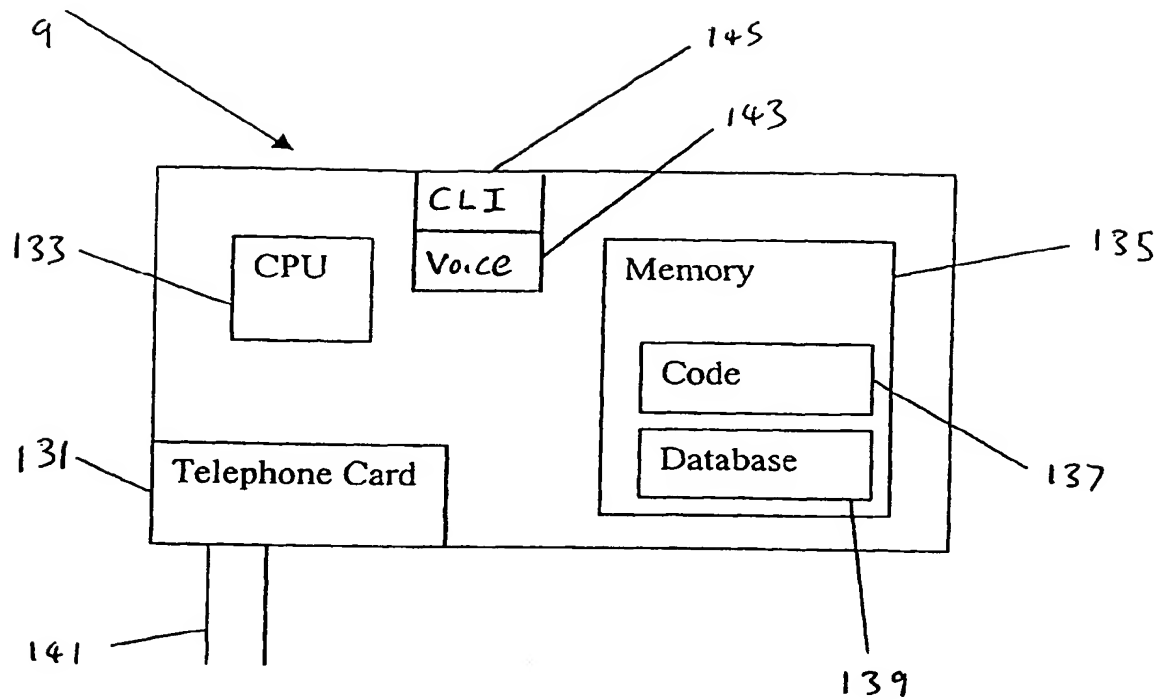 9
145
143
CLI
133
CPU
Voice
Memory
135
Code
131
Telephone Card
Database
137
141
139